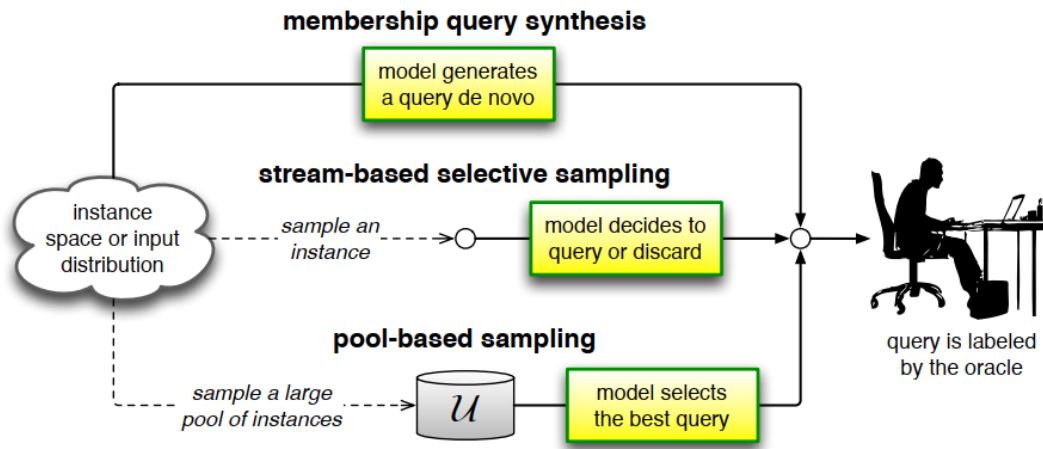 membership query synthesis
model generates
a query de novo
stream-based selective sampling
instance
space or input
distribution
sample an
instance
model decides to
query or discard
pool-based sampling
sample a large
pool of instances
U
model selects
the best query
query is labeled
by the oracle